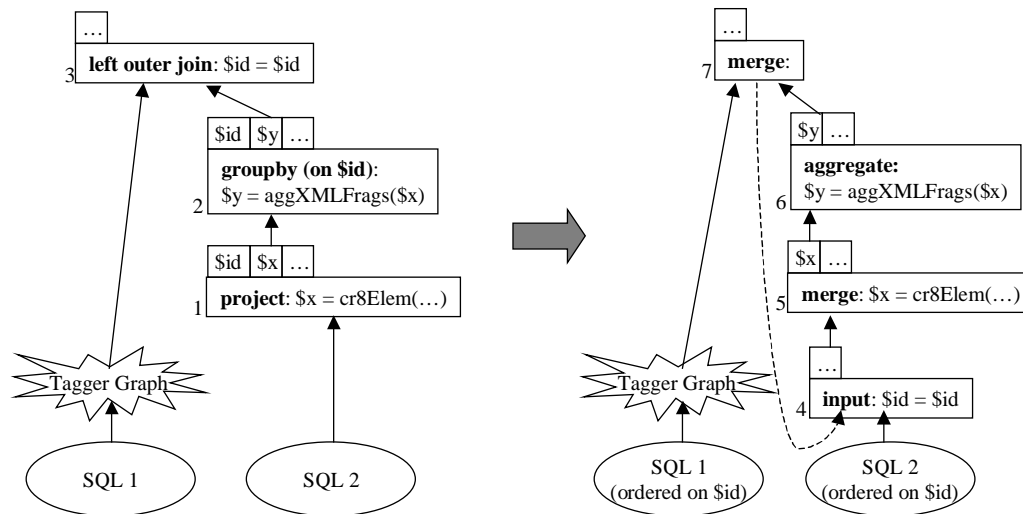 …
left outer join: $id = $id
3
$id $y …
groupby (on $id):
$y = aggXMLFrags($x)
2
$id $x …
project: $x = cr8Elem(…)
1
Tagger Graph
SQL 1
SQL 2
…
merge:
7
$y …
aggregate:
$y = aggXMLFrags($x)
6
$x …
merge: $x = cr8Elem(…)
5
…
input: $id = $id
4
Tagger Graph
SQL 1
(ordered on $id)
SQL 2
(ordered on $id)